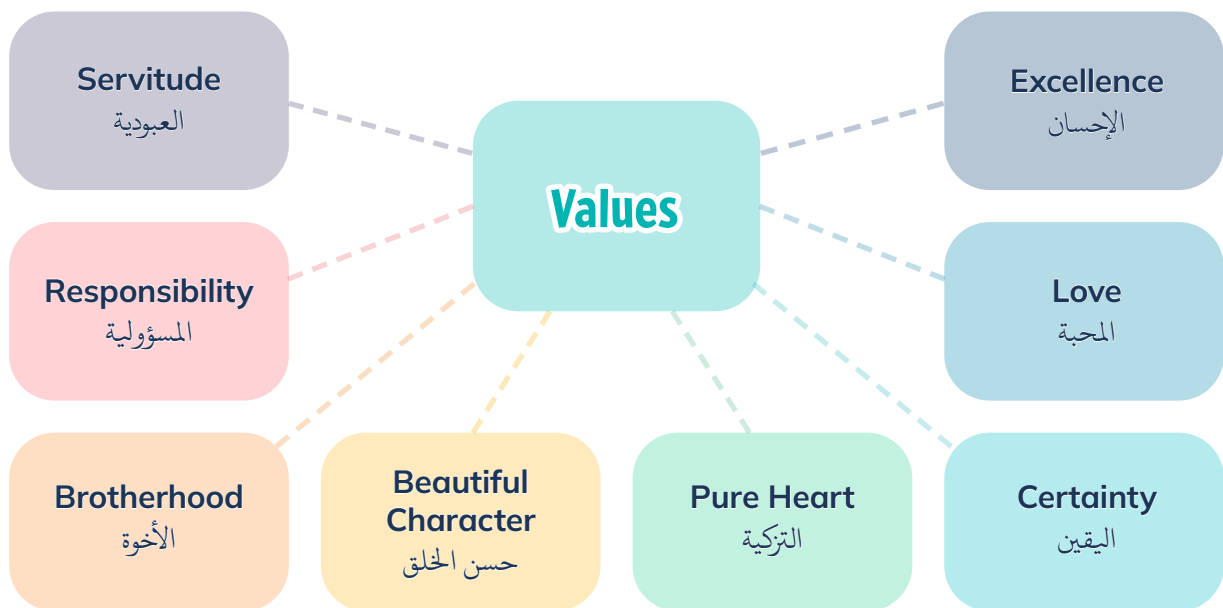 Servitude
العبودية
Excellence
الإحسان
Values
Responsibility
المسؤولية
Love
المحبة
Brotherhood
الأخوة
Beautiful
Character
حسن الخلق
Pure Heart
التزكية
Certainty
اليقين